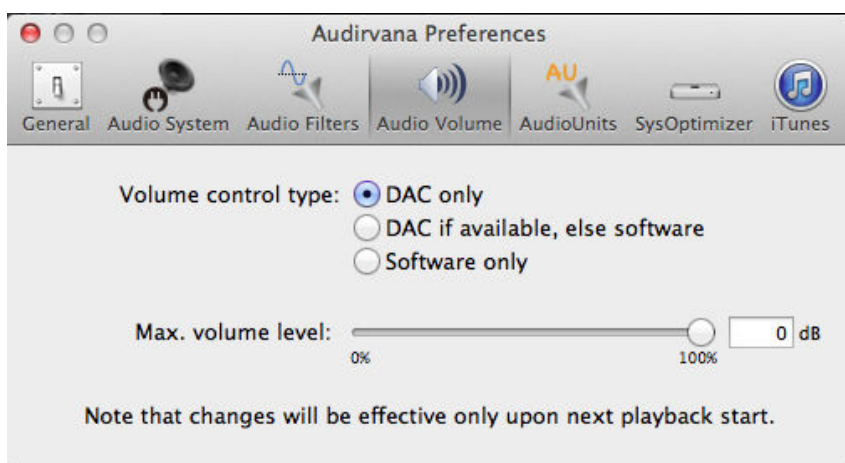 Audirvana Preferences
AU
General Audio System Audio Filters Audio Volume AudioUnits SysOptimizer iTunes
Volume control type: DAC only
DAC if available, else software
Software only
Max. volume level: 0 dB
0% 100%
Note that changes will be effective only upon next playback start.